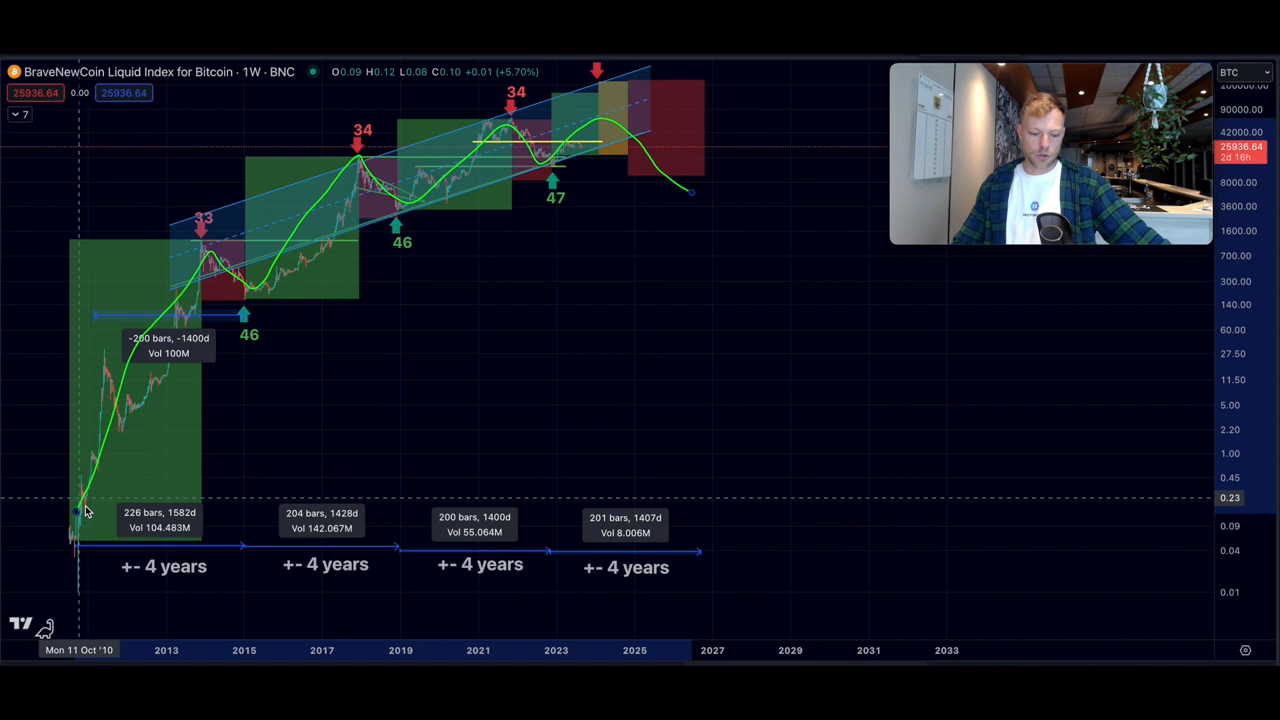 BraveNewCoin Liquid Index for Bitcoin · 1W · BNC O0.09 H0.12 L0.08 C0.10 +0.01 (+5.70%)
25936.64 0.00 25936.64
7
BTC
200000.00
90000.00
42000.00
25936.64
2d 16h
8000.00
3600.00
1600.00
700.00
300.00
140.00
60.00
27.50
11.50
5.00
2.20
1.00
0.45
0.23
0.09
0.04
0.01
33
34
34
46
46
47
-200 bars, -1400d
Vol 100M
226 bars, 1582d
Vol 104.483M
204 bars, 1428d
Vol 142.067M
200 bars, 1400d
Vol 55.064M
201 bars, 1407d
Vol 8.006M
+- 4 years
+- 4 years
+- 4 years
+- 4 years
Mon 11 Oct '10 2013 2015 2017 2019 2021 2023 2025 2027 2029 2031 2033